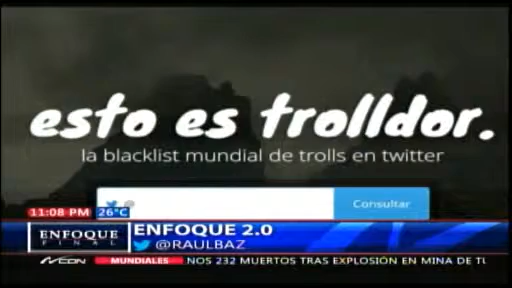 esto es trolldor.
la blacklist mundial de trolls en twitter
@
Consultar
11:08 PM 26°C
ENFOQUE 2.0
ENFOQUE
FINAL
@RAULBAZ
MUNDIALES
NOS 232 MUERTOS TRAS EXPLOSIÓN EN MINA DE TU